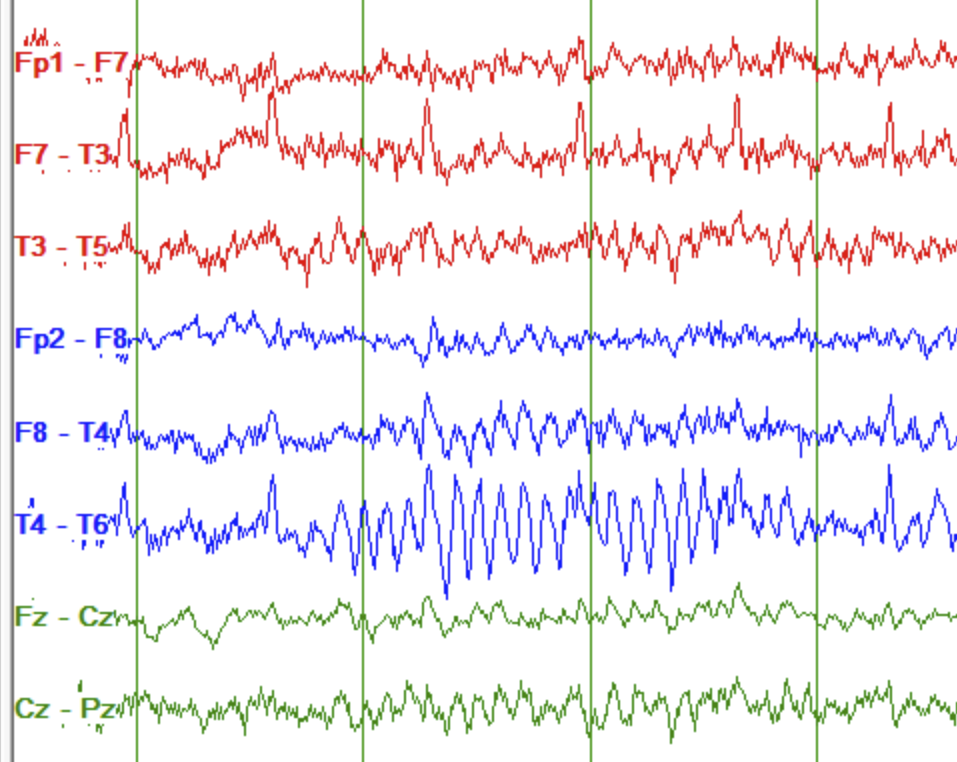 Fp1 - F7
F7 - T3
T3 - T5
Fp2 - F8
F8 - T4
T4 - T6
Fz - Cz
Cz - Pz